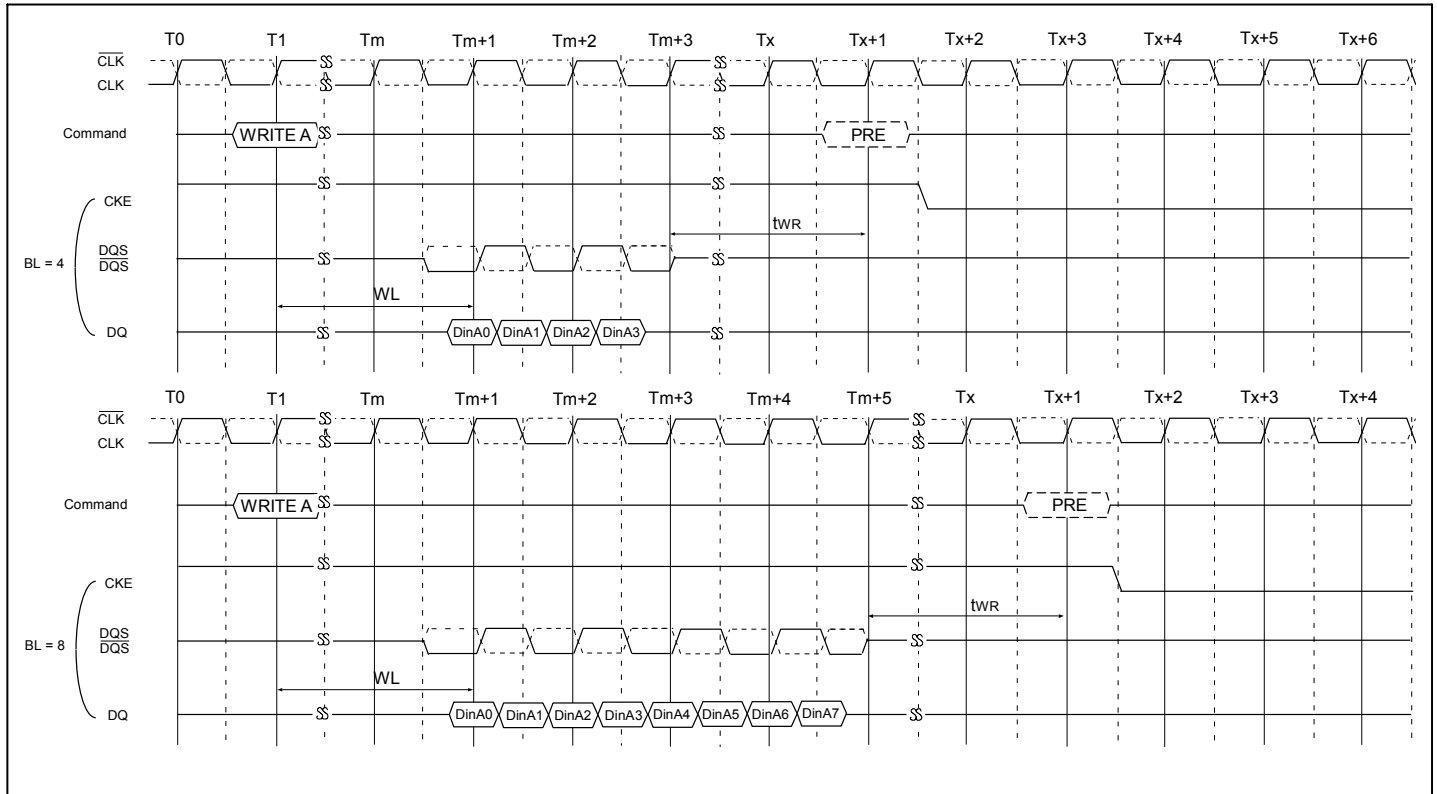 T0 T1 Tm Tm+1 Tm+2 Tm+3 Tx Tx+1 Tx+2 Tx+3 Tx+4 Tx+5 Tx+6
CLK
CLK
Command WRITE A PRE
CKE
tWR
DQS
BL = 4
DQS
WL
DQ DinA0 DinA1 DinA2 DinA3
T0 T1 Tm Tm+1 Tm+2 Tm+3 Tm+4 Tm+5 Tx Tx+1 Tx+2 Tx+3 Tx+4
CLK
CLK
Command WRITE A PRE
CKE
tWR
DQS
BL = 8
DQS
WL
DQ DinA0 DinA1 DinA2 DinA3 DinA4 DinA5 DinA6 DinA7